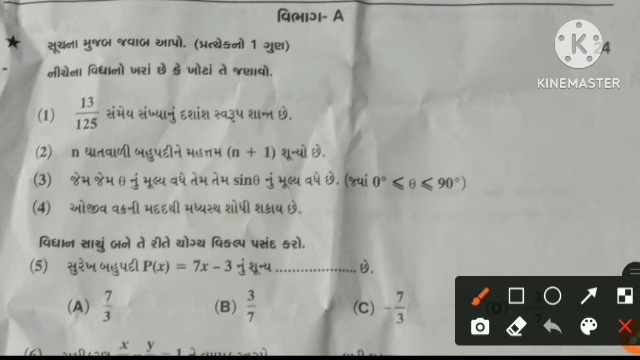 વિભાગ- A
★ સૂચના મુજબ જવાબ આપો. (પ્રત્યેકનો 1 ગુણ) 24
નીચેના વિધાનો ખરાં છે કે ખોટાં તે જણાવો.
(1) 13/125 સંમેય સંખ્યાનું દશાંશ સ્વરૂપ શાન્ત છે.
(2) n ઘાતવાળી બહુપદીને મહત્તમ (n + 1) શૂન્યો છે.
(3) જેમ જેમ θ નું મૂલ્ય વધે તેમ તેમ sinθ નું મૂલ્ય વધે છે. (જ્યાં 0° ⩽ θ ⩽ 90°)
(4) ઓજીવ વક્રની મદદથી મધ્યસ્થ શોધી શકાય છે.
વિધાન સાચું બને તે રીતે યોગ્ય વિકલ્પ પસંદ કરો.
(5) સુરેખ બહુપદી P(x) = 7x - 3 નું શૂન્ય .................... છે.
(A) 7/3 (B) 3/7 (C) -7/3 (D)
K
KINEMASTER